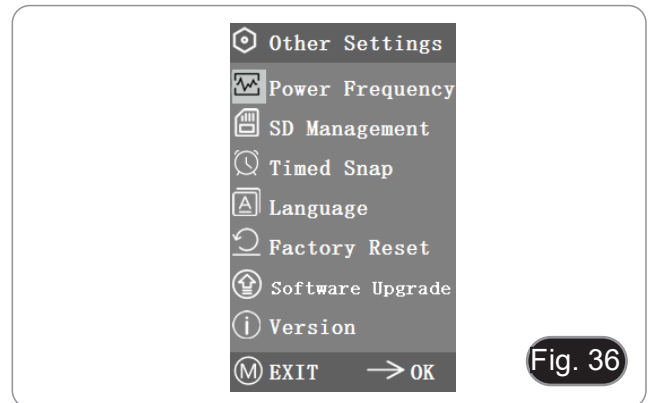 Other Settings
Power Frequency
SD Management
Timed Snap
A Language
Factory Reset
Software Upgrade
i Version
M EXIT → OK
Fig. 36